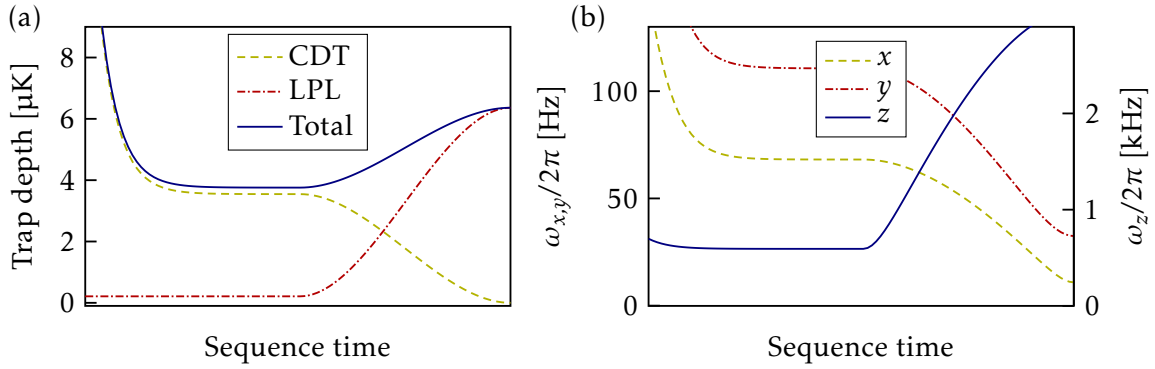 (a)
Trap depth [µK]
8
6
4
2
0
CDT
LPL
Total
Sequence time
(b)
ω_{x,y}/2π [Hz]
100
50
0
x
y
z
2
1
0
ω_z/2π [kHz]
Sequence time